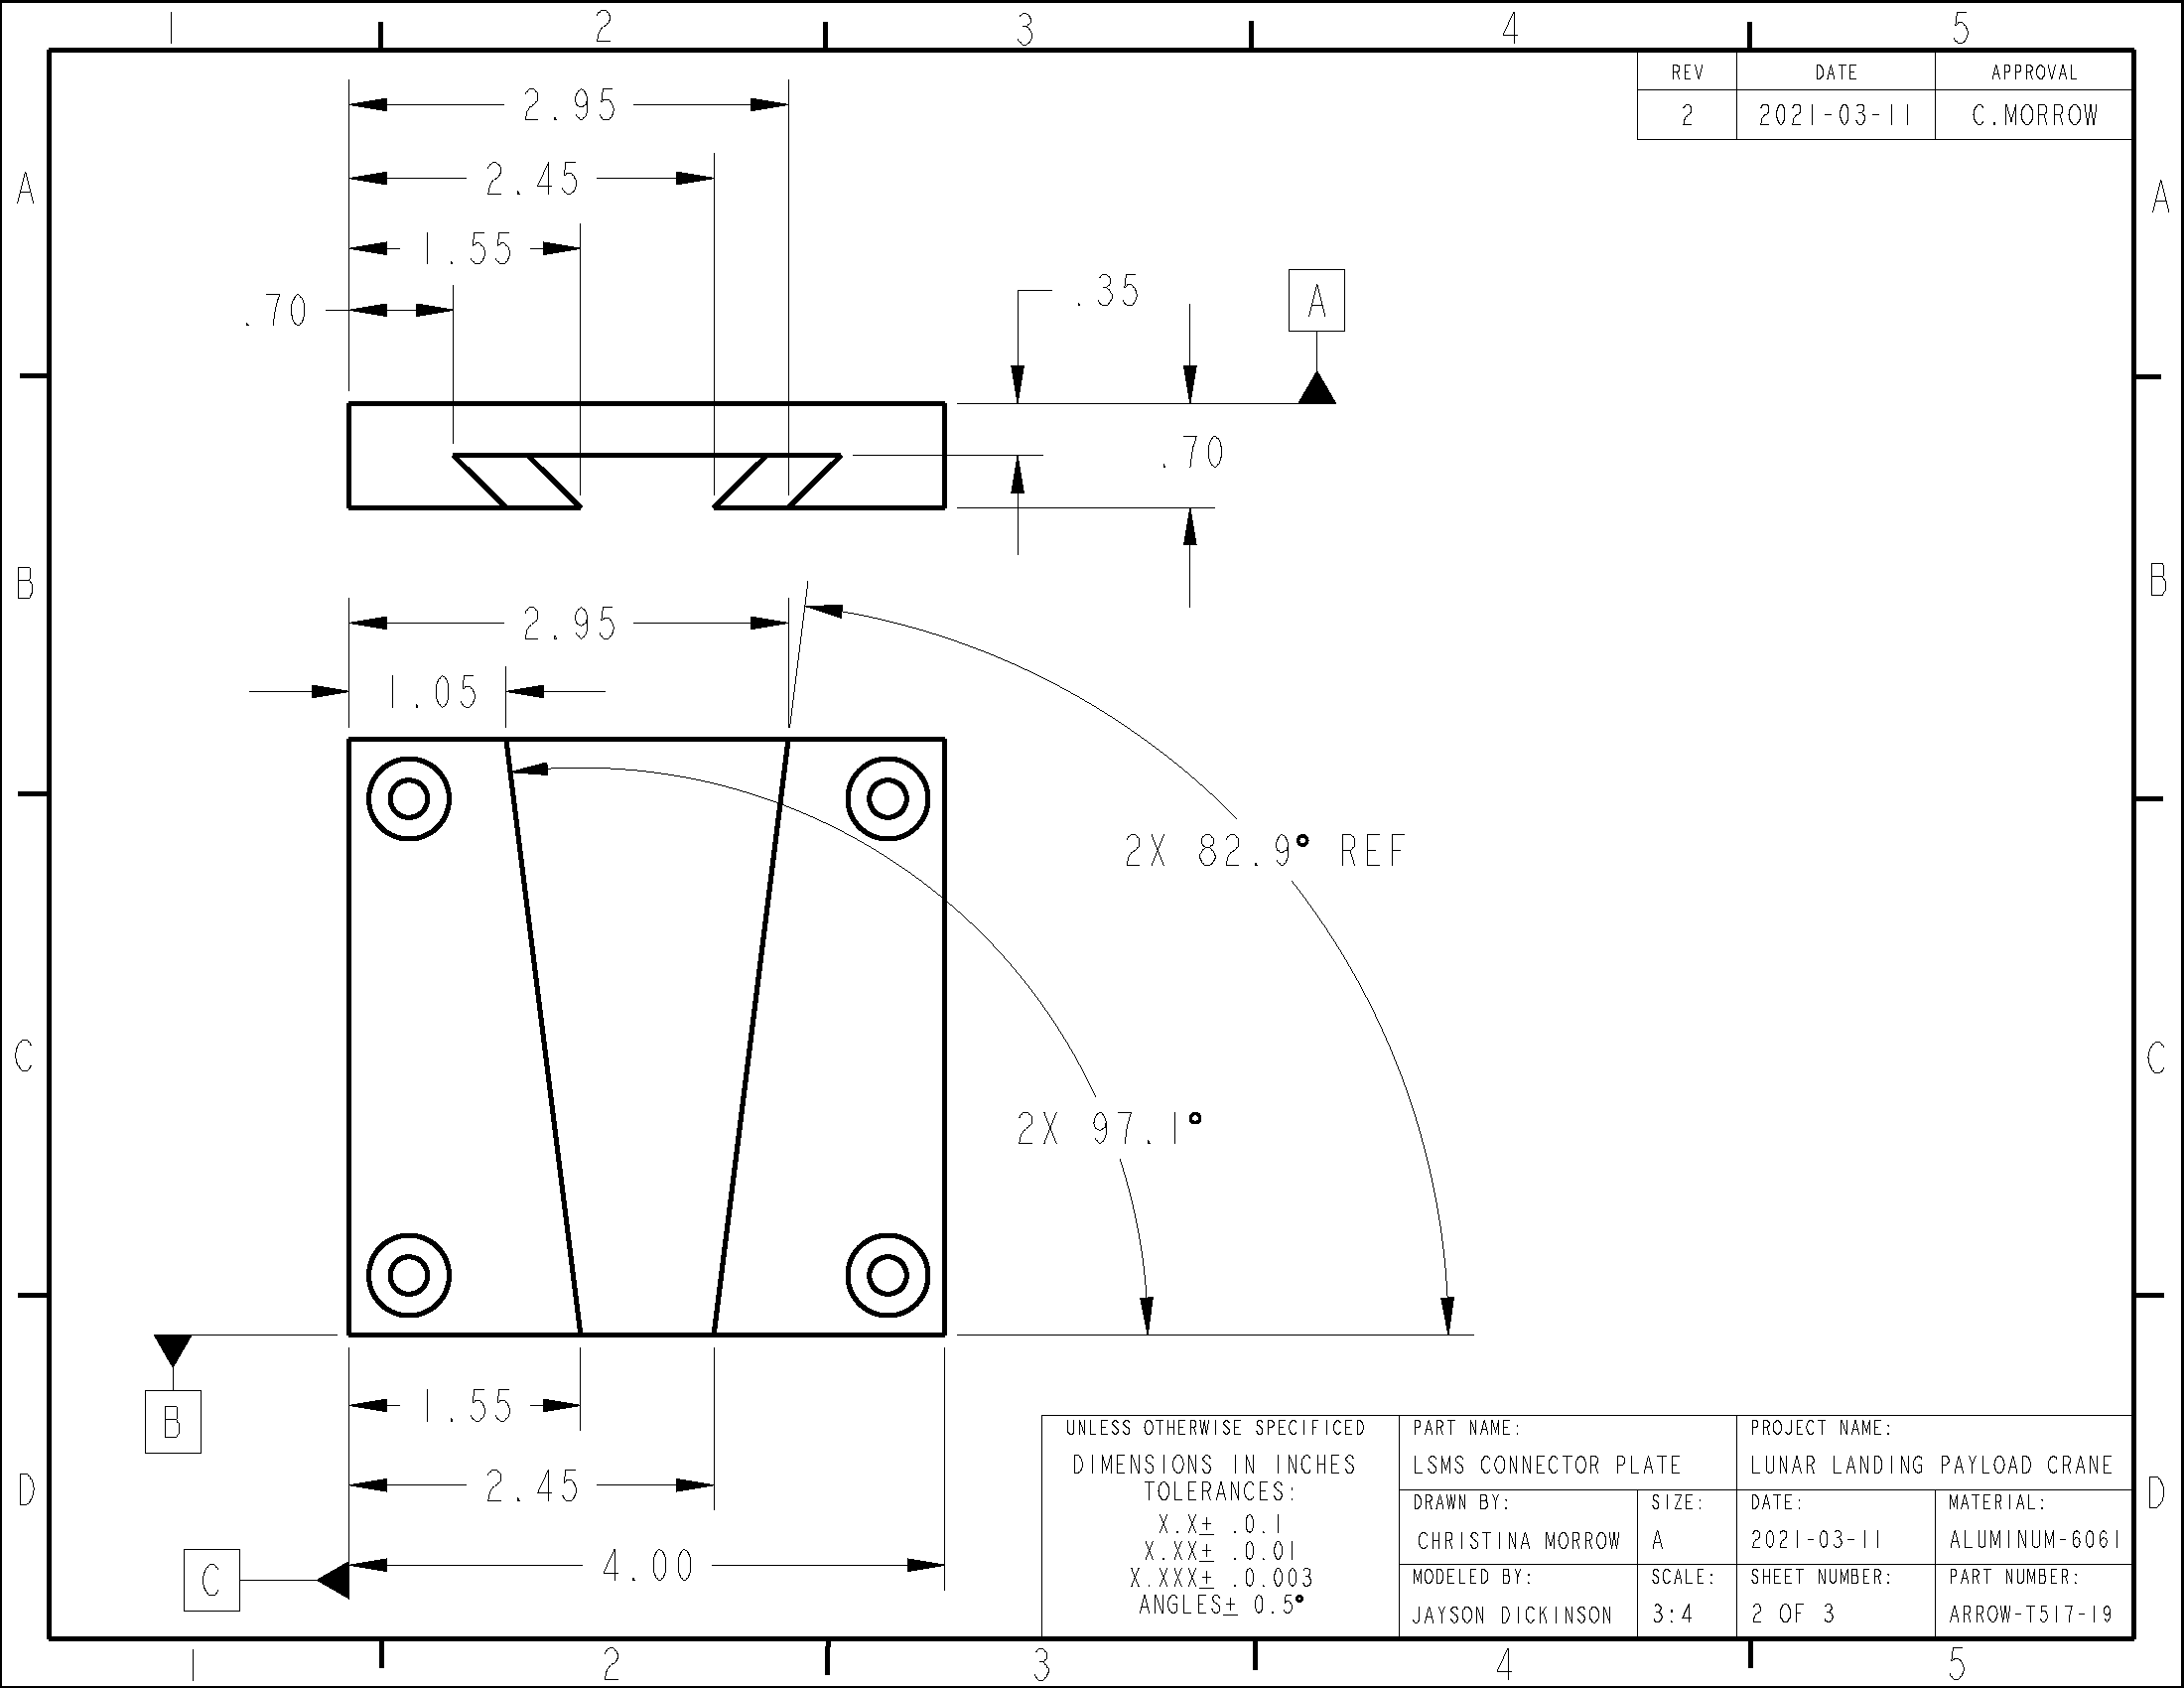 1 2 3 4 5
REV DATE APPROVAL
2 2021-03-11 C.MORROW
2.95
2.45
1.55
.70
.35
A
.70
A A
B B
2.95
1.05
2X 82.9° REF
2X 97.1°
C C
B
1.55
2.45
4.00
C
D D
UNLESS OTHERWISE SPECIFICED
DIMENSIONS IN INCHES
TOLERANCES:
X.X± .0.1
X.XX± .0.01
X.XXX± .0.003
ANGLES± 0.5°
PART NAME:
LSMS CONNECTOR PLATE
PROJECT NAME:
LUNAR LANDING PAYLOAD CRANE
DRAWN BY:
CHRISTINA MORROW
SIZE:
A
DATE:
2021-03-11
MATERIAL:
ALUMINUM-6061
MODELED BY:
JAYSON DICKINSON
SCALE:
3:4
SHEET NUMBER:
2 OF 3
PART NUMBER:
ARROW-T517-19
1 2 3 4 5